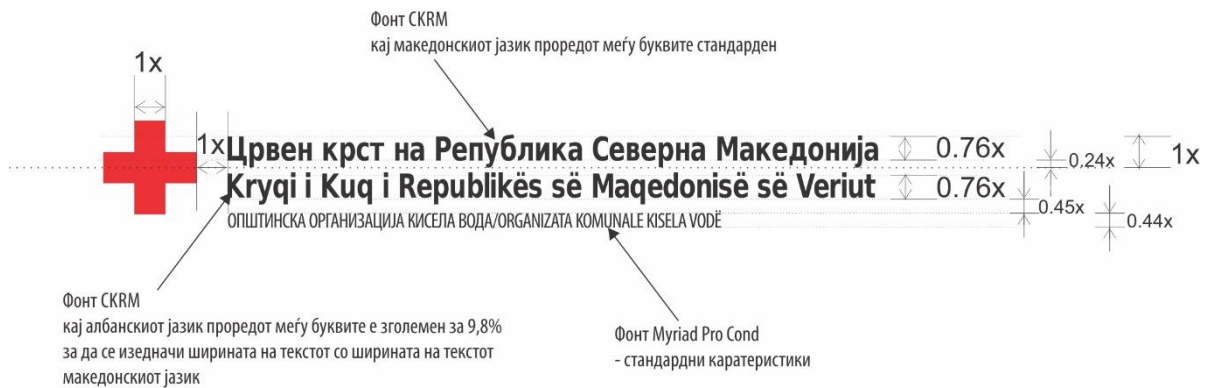 Фонт CKRM
кај македонскиот јазик проредот меѓу буквите стандарден
1x
1x
Црвен крст на Република Северна Македонија
0.76x
0,24x
1x
Kryqi i Kuq i Republikës së Maqedonisë së Veriut
0.76x
0.45x
ОПШТИНСКА ОРГАНИЗАЦИЈА КИСЕЛА ВОДА/ORGANIZATA KOMUNALE KISELA VODË
0.44x
Фонт CKRM
кај албанскиот јазик проредот меѓу буквите е зголемен за 9,8%
за да се изедначи ширината на текстот со ширината на текстот
македонскиот јазик
Фонт Myriad Pro Cond
- стандардни каратеристики